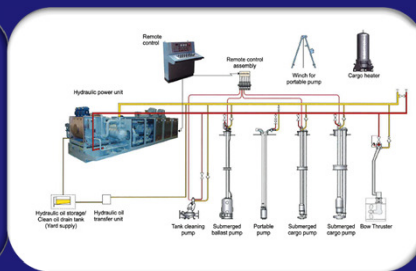 Remote
control
Remote control
assembly
Winch for
portable pump
Cargo heater
Hydraulic power unit
Hydraulic oil storage/
Clean oil drain tank
(Yard supply)
Hydraulic oil
transfer unit
Tank cleaning
pump
Submerged
ballast pump
Portable
pump
Submerged
cargo pump
Submerged
cargo pump
Bow Thruster